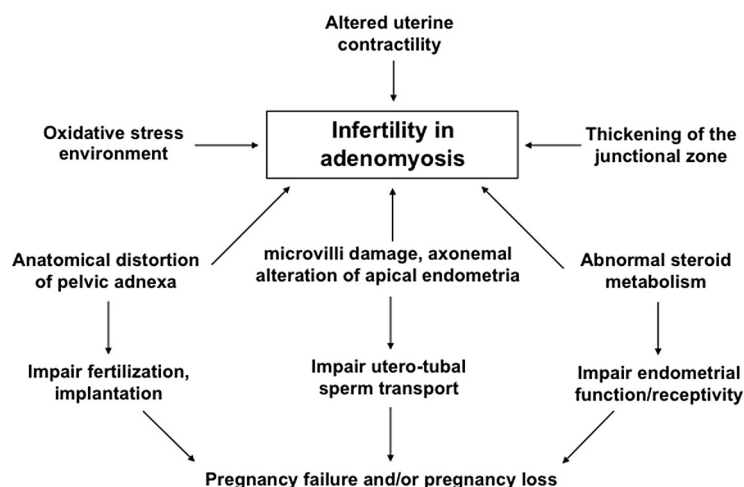 Altered uterine
contractility
Oxidative stress
environment
Infertility in
adenomyosis
Thickening of the
junctional zone
Anatomical distortion
of pelvic adnexa
microvilli damage, axonemal
alteration of apical endometria
Abnormal steroid
metabolism
Impair fertilization,
implantation
Impair utero-tubal
sperm transport
Impair endometrial
function/receptivity
Pregnancy failure and/or pregnancy loss